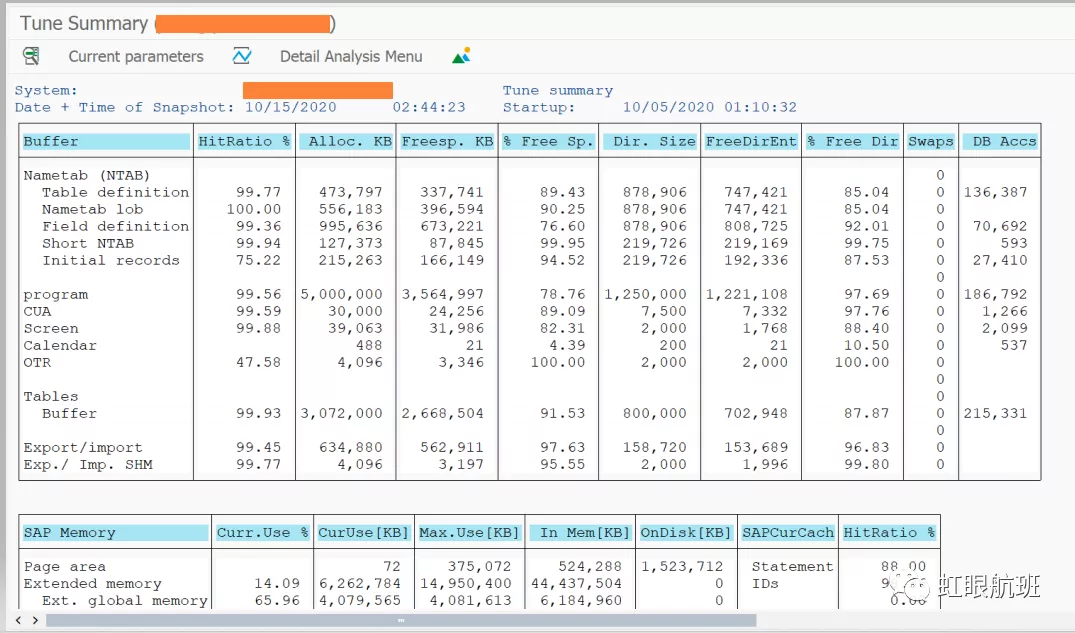 Tune Summary ( )
Current parameters Detail Analysis Menu
System: Tune summary
Date + Time of Snapshot: 10/15/2020 02:44:23 Startup: 10/05/2020 01:10:32
Buffer HitRatio % Alloc. KB Freesp. KB % Free Sp. Dir. Size FreeDirEnt % Free Dir Swaps DB Accs
Nametab (NTAB) 0
Table definition 99.77 473,797 337,741 89.43 878,906 747,421 85.04 0 136,387
Nametab lob 100.00 556,183 396,594 90.25 878,906 747,421 85.04 0
Field definition 99.36 995,636 673,221 76.60 878,906 808,725 92.01 0 70,692
Short NTAB 99.94 127,373 87,845 99.95 219,726 219,169 99.75 0 593
Initial records 75.22 215,263 166,149 94.52 219,726 192,336 87.53 0 27,410
0
program 99.56 5,000,000 3,564,997 78.76 1,250,000 1,221,108 97.69 0 186,792
CUA 99.59 30,000 24,256 89.09 7,500 7,332 97.76 0 1,266
Screen 99.88 39,063 31,986 82.31 2,000 1,768 88.40 0 2,099
Calendar 488 21 4.39 200 21 10.50 0 537
OTR 47.58 4,096 3,346 100.00 2,000 2,000 100.00 0
0
Tables 0
Buffer 99.93 3,072,000 2,668,504 91.53 800,000 702,948 87.87 0 215,331
0
Export/import 99.45 634,880 562,911 97.63 158,720 153,689 96.83 0
Exp./ Imp. SHM 99.77 4,096 3,197 95.55 2,000 1,996 99.80 0
SAP Memory Curr.Use % CurUse[KB] Max.Use[KB] In Mem[KB] OnDisk[KB] SAPCurCach HitRatio %
Page area 72 375,072 524,288 1,523,712 Statement 88.00
Extended memory 14.09 6,262,784 14,950,400 44,437,504 0 IDs
Ext. global memory 65.96 4,079,565 4,081,613 6,184,960 0 0.00
虹眼航班